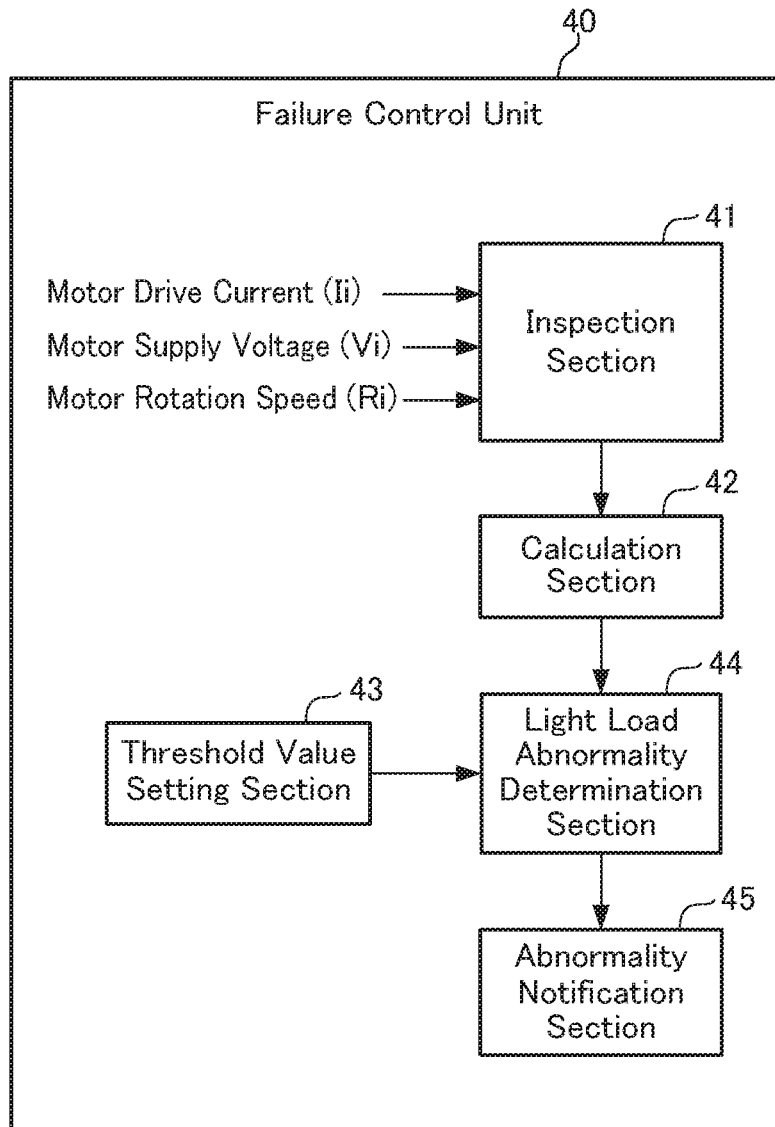 40
Failure Control Unit
41
Motor Drive Current (Ii)
Motor Supply Voltage (Vi)
Motor Rotation Speed (Ri)
Inspection
Section
42
Calculation
Section
43
Threshold Value
Setting Section
44
Light Load
Abnormality
Determination
Section
45
Abnormality
Notification
Section